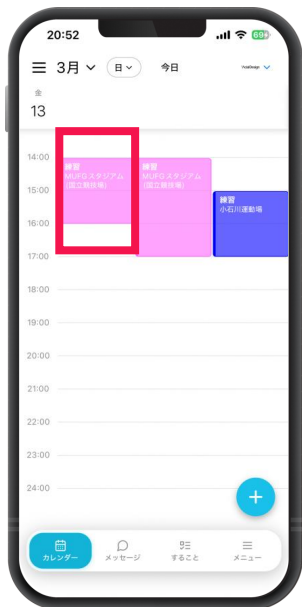 20:52
69
3月
日
今日
金
13
14:00
練習
MUFGスタジアム
(国立競技場)
練習
MUFGスタジアム
(国立競技場)
15:00
練習
小石川運動場
16:00
17:00
18:00
19:00
20:00
21:00
22:00
23:00
24:00
+
カレンダー
メッセージ
すること
メニュー